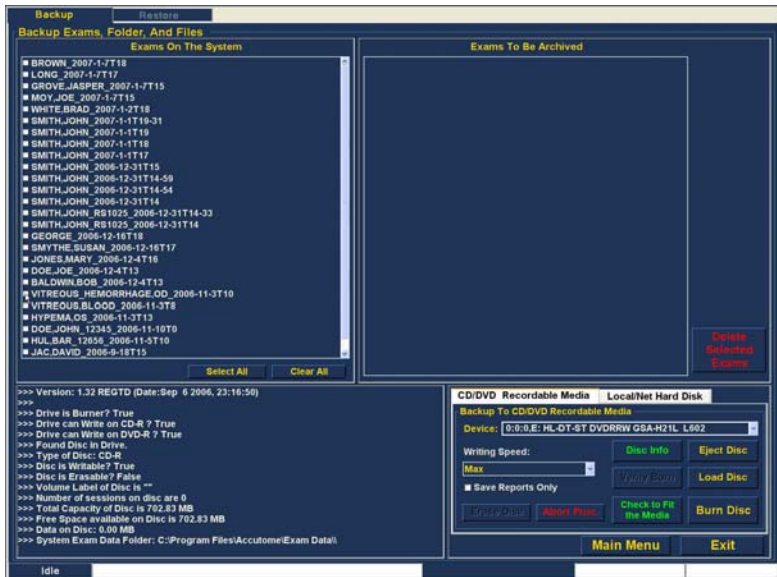 Backup
Restore
Backup Exams, Folder, And Files
Exams On The System
Exams To Be Archived
BROWN_2007-1-7T18
LONG_2007-1-7T17
GROVE,JASPER_2007-1-7T15
MOY,JOE_2007-1-7T15
WHITE,BRAD_2007-1-2T18
SMITH,JOHN_2007-1-1T19-31
SMITH,JOHN_2007-1-1T19
SMITH,JOHN_2007-1-1T18
SMITH,JOHN_2007-1-1T17
SMITH,JOHN_2006-12-31T15
SMITH,JOHN_2006-12-31T14-59
SMITH,JOHN_2006-12-31T14-54
SMITH,JOHN_2006-12-31T14
SMITH,JOHN_RS1025_2006-12-31T14-33
SMITH,JOHN_RS1025_2006-12-31T14
GEORGE_2006-12-16T18
SMYTHE,SUSAN_2006-12-16T17
JONES,MARY_2006-12-4T16
DOE,JOE_2006-12-4T13
BALDWIN,BOB_2006-12-4T13
VITREOUS_HEMORRHAGE,OD_2006-11-3T10
VITREOUS,BLOOD_2006-11-3T8
HYPEMA,OS_2006-11-3T13
DOE,JOHN_12345_2006-11-10T0
HUL,BAR_12656_2006-11-5T10
JAC,DAVID_2006-9-18T15
Select All
Clear All
Delete
Selected
Exams
>>> Version: 1.32 REGTD (Date:Sep 6 2006, 23:16:50)
>>>
>>> Drive is Burner? True
>>> Drive can Write on CD-R ? True
>>> Drive can Write on DVD-R ? True
>>> Found Disc in Drive.
>>> Type of Disc: CD-R
>>> Disc is Writable? True
>>> Disc is Erasable? False
>>> Volume Label of Disc is ""
>>> Number of sessions on disc are 0
>>> Total Capacity of Disc is 702.83 MB
>>> Free Space available on Disc is 702.83 MB
>>> Data on Disc: 0.00 MB
>>> System Exam Data Folder: C:\Program Files\Accutome\Exam Data\\
CD/DVD Recordable Media
Local/Net Hard Disk
Backup To CD/DVD Recordable Media
Device: 0:0:0,E: HL-DT-ST DVDRRW GSA-H21L L602
Writing Speed:
Max
Save Reports Only
Disc Info
Eject Disc
Verify Burn
Load Disc
Erase Disc
Abort Proc.
Check to Fit
the Media
Burn Disc
Main Menu
Exit
Idle